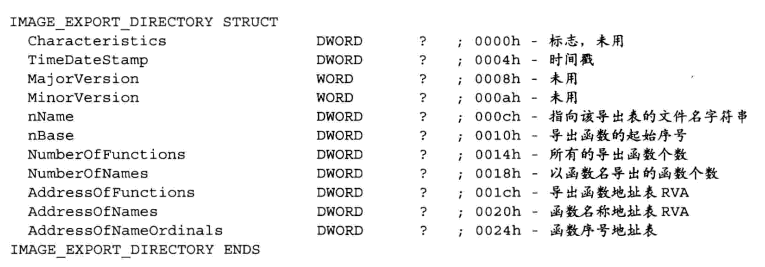 IMAGE_EXPORT_DIRECTORY STRUCT
Characteristics DWORD ? ; 0000h - 标志，未用
TimeDateStamp DWORD ? ; 0004h - 时间戳
MajorVersion WORD ? ; 0008h - 未用
MinorVersion WORD ? ; 000ah - 未用
nName DWORD ? ; 000ch - 指向该导出表的文件名字符串
nBase DWORD ? ; 0010h - 导出函数的起始序号
NumberOfFunctions DWORD ? ; 0014h - 所有的导出函数个数
NumberOfNames DWORD ? ; 0018h - 以函数名导出的函数个数
AddressOfFunctions DWORD ? ; 001ch - 导出函数地址表 RVA
AddressOfNames DWORD ? ; 0020h - 函数名称地址表 RVA
AddressOfNameOrdinals DWORD ? ; 0024h - 函数序号地址表
IMAGE_EXPORT_DIRECTORY ENDS